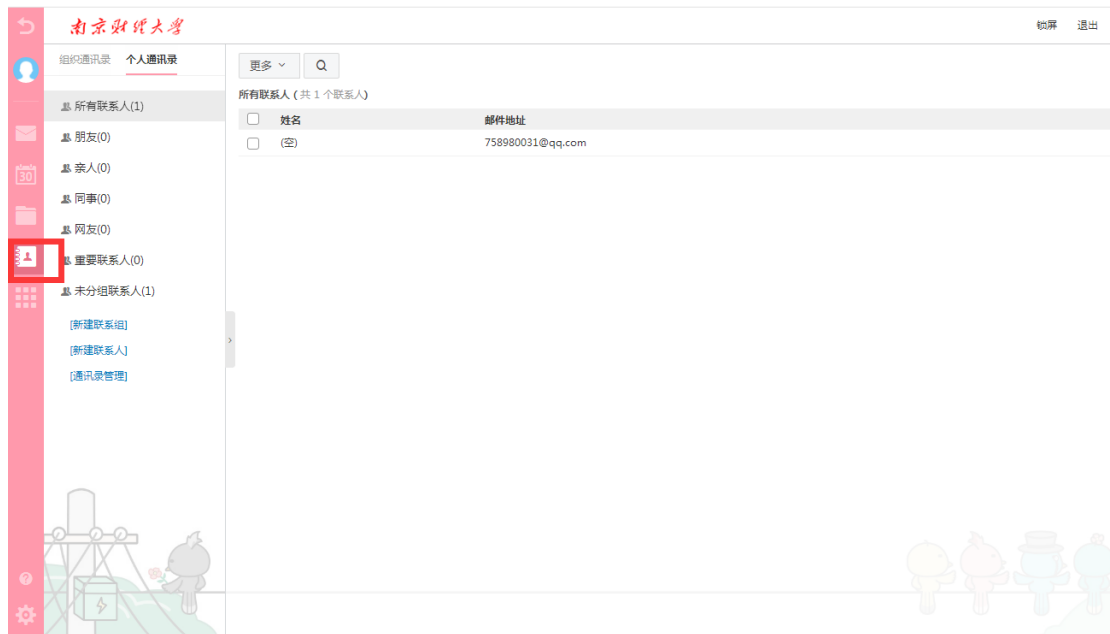 南京财经大学
锁屏 退出
组织通讯录 个人通讯录
更多
所有联系人 ( 共 1 个联系人)
姓名 邮件地址
(空) 758980031@qq.com
所有联系人(1)
朋友(0)
亲人(0)
30
同事(0)
网友(0)
重要联系人(0)
未分组联系人(1)
[新建联系组]
[新建联系人]
[通讯录管理]